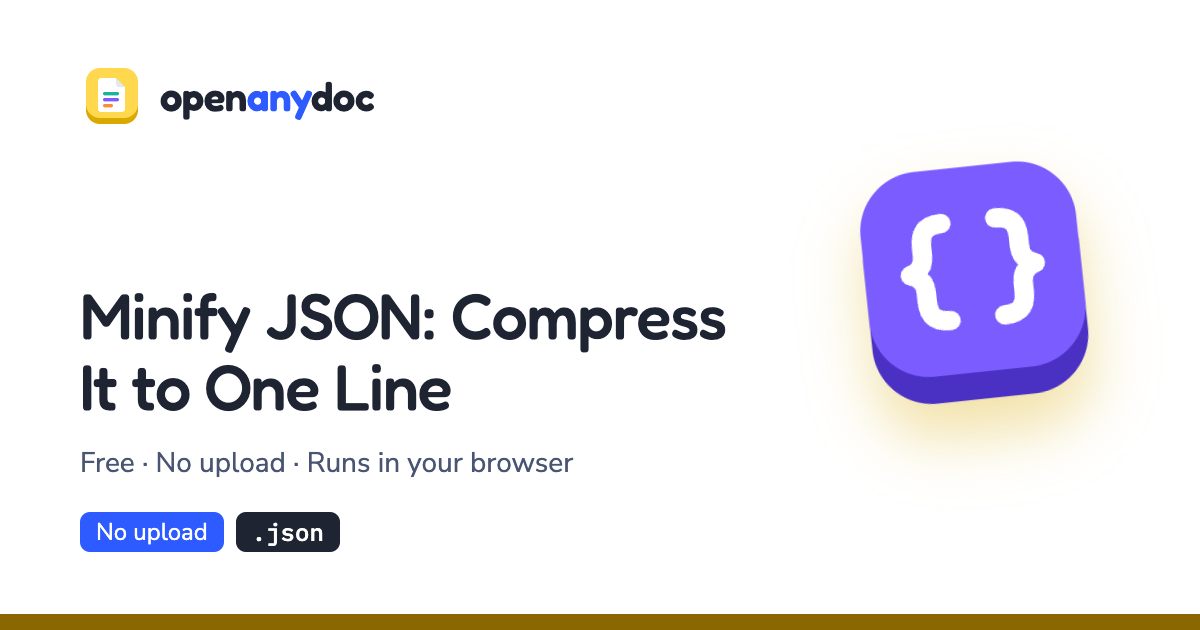 openanydoc
Minify JSON: Compress
It to One Line
Free · No upload · Runs in your browser
No upload
.json
{ }